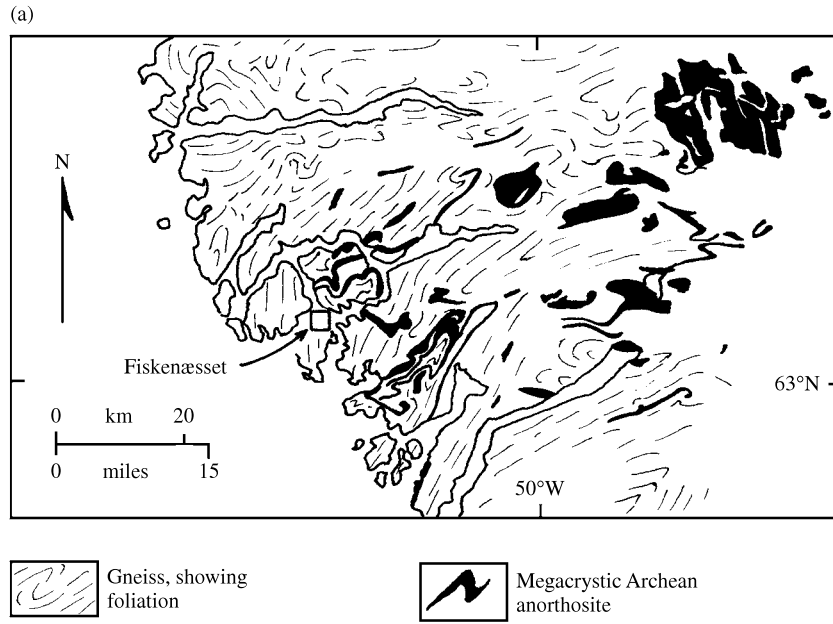 (a)
N
Fiskenæsset
63°N
0 km 20
0 miles 15
50°W
Gneiss, showing
foliation
Megacrystic Archean
anorthosite